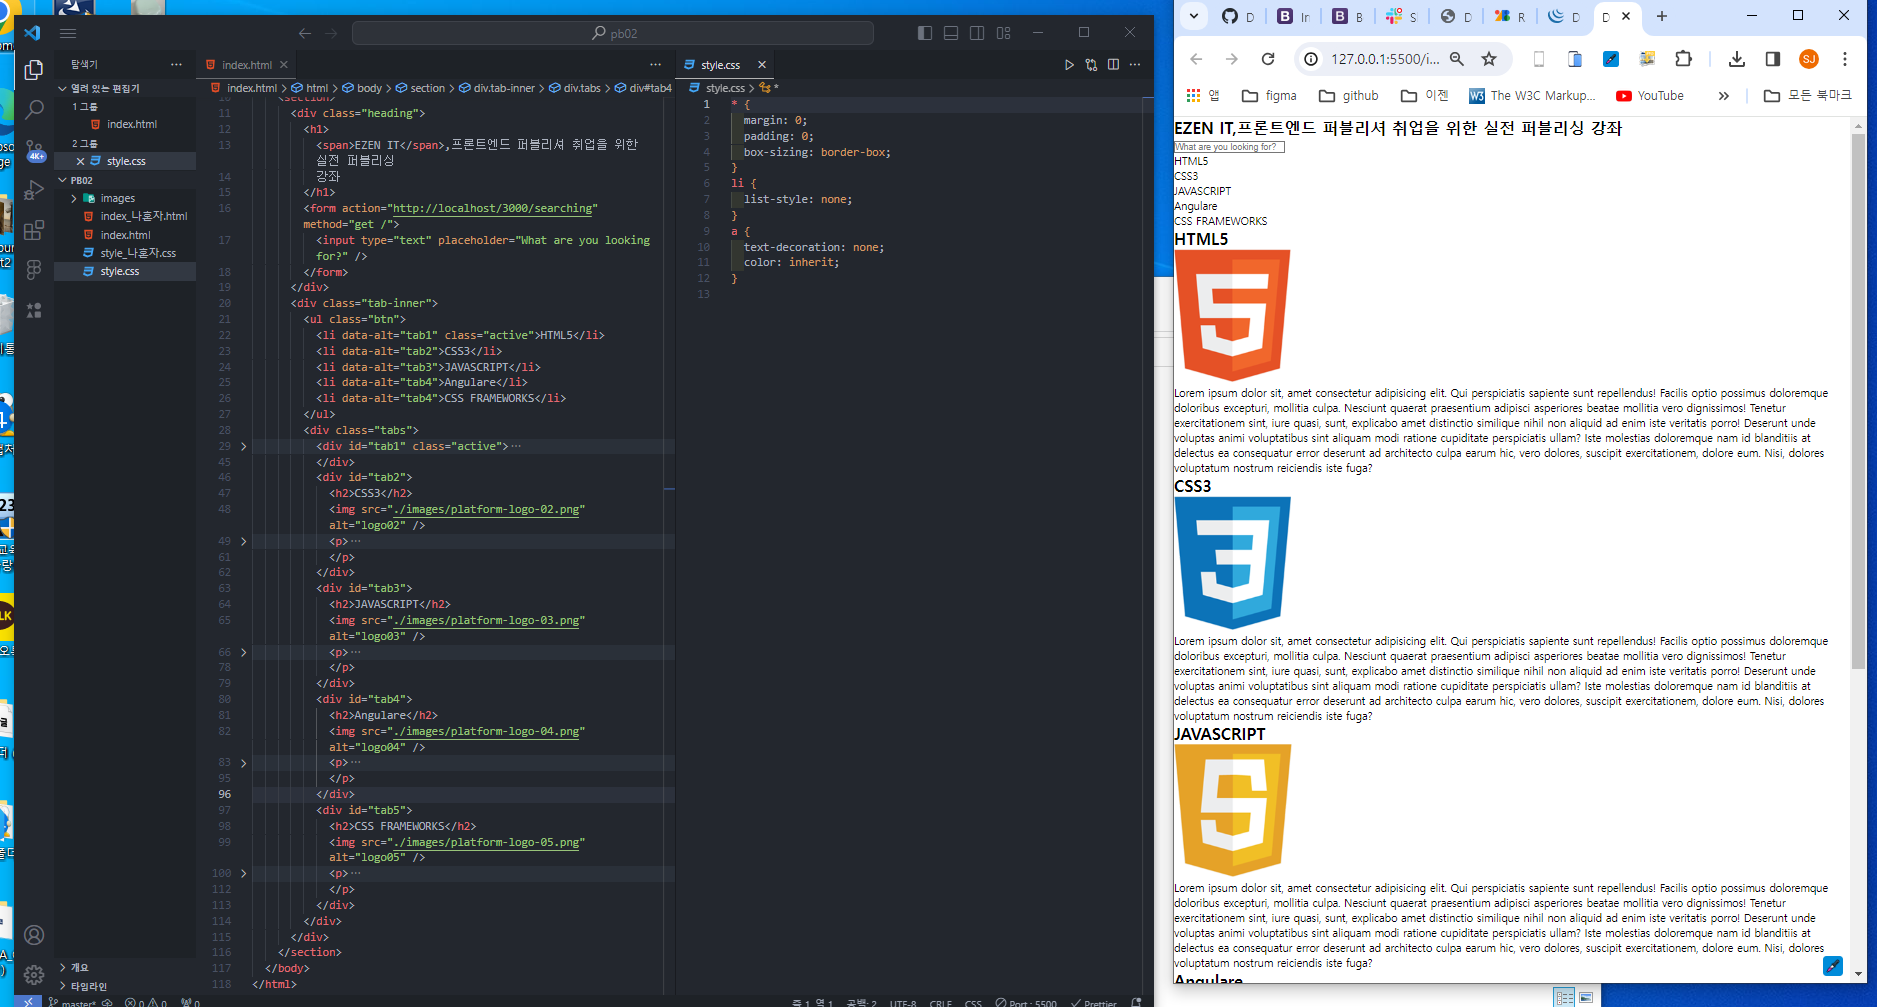 pb02
탐색기
열려 있는 편집기
1 그룹
index.html
2 그룹
style.css
PB02
images
index_나혼자.html
index.html
style_나혼자.css
style.css
개요
타임라인
4K+
index.html
index.html > html > body > section > div.tab-inner > div.tabs > div#tab4
10 <section>
11 <div class="heading">
12 <h1>
13 <span>EZEN IT</span>,프론트엔드 퍼블리셔 취업을 위한
실전 퍼블리싱
14 강좌
15 </h1>
16 <form action="http://localhost/3000/searching"
method="get /">
17 <input type="text" placeholder="What are you looking
for?" />
18 </form>
19 </div>
20 <div class="tab-inner">
21 <ul class="btn">
22 <li data-alt="tab1" class="active">HTML5</li>
23 <li data-alt="tab2">CSS3</li>
24 <li data-alt="tab3">JAVASCRIPT</li>
25 <li data-alt="tab4">Angulare</li>
26 <li data-alt="tab4">CSS FRAMEWORKS</li>
27 </ul>
28 <div class="tabs">
29 <div id="tab1" class="active">⋯
45 </div>
46 <div id="tab2">
47 <h2>CSS3</h2>
48 <img src="./images/platform-logo-02.png"
alt="logo02" />
49 <p>⋯
61 </p>
62 </div>
63 <div id="tab3">
64 <h2>JAVASCRIPT</h2>
65 <img src="./images/platform-logo-03.png"
alt="logo03" />
66 <p>⋯
78 </p>
79 </div>
80 <div id="tab4">
81 <h2>Angulare</h2>
82 <img src="./images/platform-logo-04.png"
alt="logo04" />
83 <p>⋯
95 </p>
96 </div>
97 <div id="tab5">
98 <h2>CSS FRAMEWORKS</h2>
99 <img src="./images/platform-logo-05.png"
alt="logo05" />
100 <p>⋯
112 </p>
113 </div>
114 </div>
115 </div>
116 </section>
117 </body>
118 </html>
style.css
style.css > *
1 * {
2 margin: 0;
3 padding: 0;
4 box-sizing: border-box;
5 }
6 li {
7 list-style: none;
8 }
9 a {
10 text-decoration: none;
11 color: inherit;
12 }
13
master* 0 0 0
줄 1, 열 1 공백: 2 UTF-8 CRLF CSS Port : 5500 Prettier
127.0.0.1:5500/i...
SJ
앱 figma github 이젠 The W3C Markup... YouTube » 모든 북마크
EZEN IT,프론트엔드 퍼블리셔 취업을 위한 실전 퍼블리싱 강좌
What are you looking for?
HTML5
CSS3
JAVASCRIPT
Angulare
CSS FRAMEWORKS
HTML5
Lorem ipsum dolor sit, amet consectetur adipisicing elit. Qui perspiciatis sapiente sunt repellendus! Facilis optio possimus doloremque
doloribus excepturi, mollitia culpa. Nesciunt quaerat praesentium adipisci asperiores beatae mollitia vero dignissimos! Tenetur
exercitationem sint, iure quasi, sunt, explicabo amet distinctio similique nihil non aliquid ad enim iste veritatis porro! Deserunt unde
voluptas animi voluptatibus sint aliquam modi ratione cupiditate perspiciatis ullam? Iste molestias doloremque nam id blanditiis at
delectus ea consequatur error deserunt ad architecto culpa earum hic, vero dolores, suscipit exercitationem, dolore eum. Nisi, dolores
voluptatum nostrum reiciendis iste fuga?
CSS3
Lorem ipsum dolor sit, amet consectetur adipisicing elit. Qui perspiciatis sapiente sunt repellendus! Facilis optio possimus doloremque
doloribus excepturi, mollitia culpa. Nesciunt quaerat praesentium adipisci asperiores beatae mollitia vero dignissimos! Tenetur
exercitationem sint, iure quasi, sunt, explicabo amet distinctio similique nihil non aliquid ad enim iste veritatis porro! Deserunt unde
voluptas animi voluptatibus sint aliquam modi ratione cupiditate perspiciatis ullam? Iste molestias doloremque nam id blanditiis at
delectus ea consequatur error deserunt ad architecto culpa earum hic, vero dolores, suscipit exercitationem, dolore eum. Nisi, dolores
voluptatum nostrum reiciendis iste fuga?
JAVASCRIPT
Lorem ipsum dolor sit, amet consectetur adipisicing elit. Qui perspiciatis sapiente sunt repellendus! Facilis optio possimus doloremque
doloribus excepturi, mollitia culpa. Nesciunt quaerat praesentium adipisci asperiores beatae mollitia vero dignissimos! Tenetur
exercitationem sint, iure quasi, sunt, explicabo amet distinctio similique nihil non aliquid ad enim iste veritatis porro! Deserunt unde
voluptas animi voluptatibus sint aliquam modi ratione cupiditate perspiciatis ullam? Iste molestias doloremque nam id blanditiis at
delectus ea consequatur error deserunt ad architecto culpa earum hic, vero dolores, suscipit exercitationem, dolore eum. Nisi, dolores
voluptatum nostrum reiciendis iste fuga?
Angulare